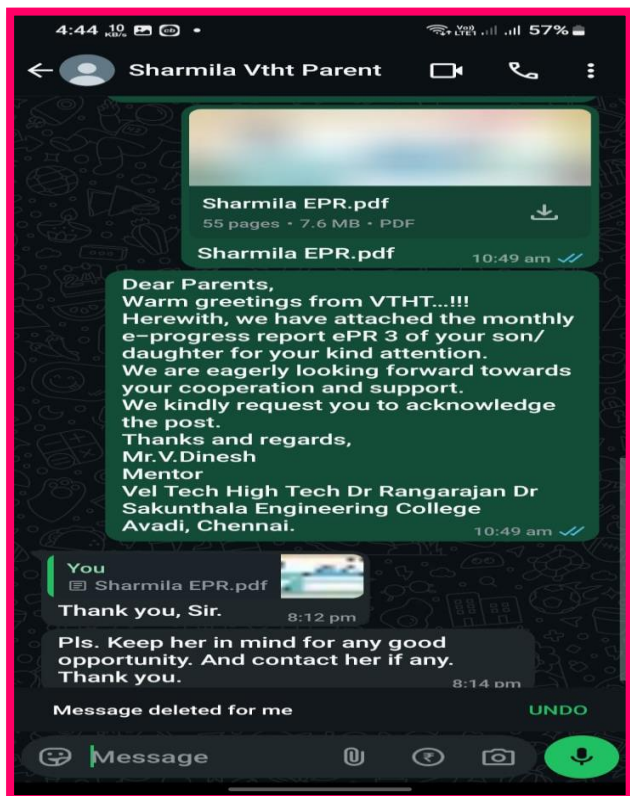 4:44 10 KB/s
Vo)) LTE1 57%
Sharmila Vtht Parent
Sharmila EPR.pdf
55 pages • 7.6 MB • PDF
Sharmila EPR.pdf
10:49 am
Dear Parents,
Warm greetings from VTHT...!!!
Herewith, we have attached the monthly
e-progress report ePR 3 of your son/
daughter for your kind attention.
We are eagerly looking forward towards
your cooperation and support.
We kindly request you to acknowledge
the post.
Thanks and regards,
Mr.V.Dinesh
Mentor
Vel Tech High Tech Dr Rangarajan Dr
Sakunthala Engineering College
Avadi, Chennai.
10:49 am
You
Sharmila EPR.pdf
Thank you, Sir.
8:12 pm
Pls. Keep her in mind for any good
opportunity. And contact her if any.
Thank you.
8:14 pm
Message deleted for me UNDO
Message